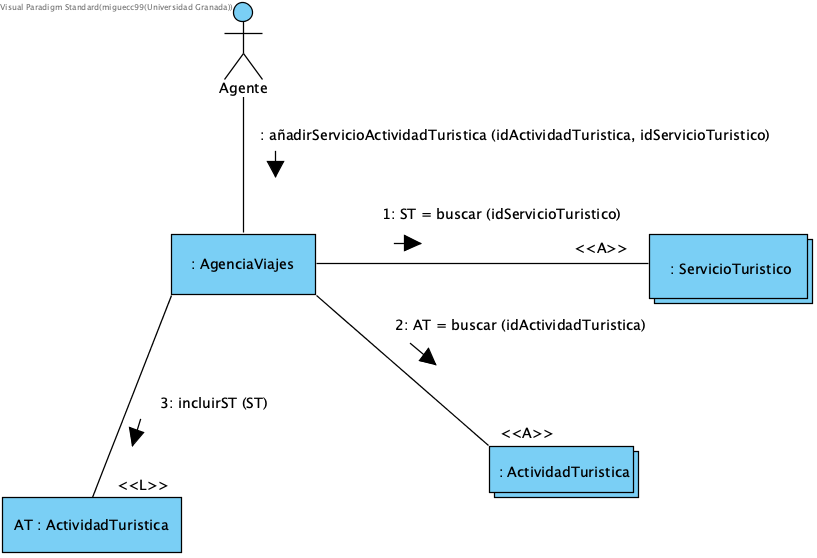 Visual Paradigm Standard(miguecc99(Universidad Granada))
Agente
: añadirServicioActividadTuristica (idActividadTuristica, idServicioTuristico)
1: ST = buscar (idServicioTuristico)
<<A>>
: AgenciaViajes
: ServicioTuristico
2: AT = buscar (idActividadTuristica)
3: incluirST (ST)
<<A>>
: ActividadTuristica
<<L>>
AT : ActividadTuristica